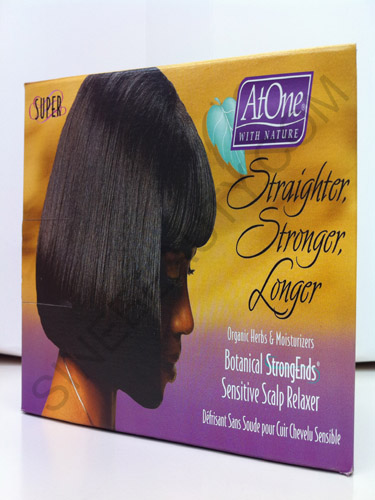 SUPER
AtOne
WITH NATURE
Straighter,
Stronger,
Longer
Organic Herbs & Moisturizers
Botanical StrongEnds®
Sensitive Scalp Relaxer
Défrisant Sans Soude pour Cuir Chevelu Sensible